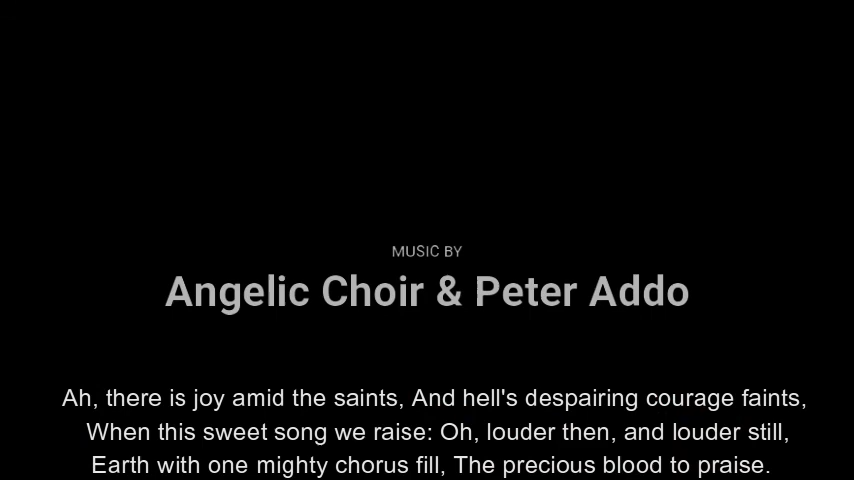 MUSIC BY
Angelic Choir & Peter Addo
Ah, there is joy amid the saints, And hell's despairing courage faints,
When this sweet song we raise: Oh, louder then, and louder still,
Earth with one mighty chorus fill, The precious blood to praise.